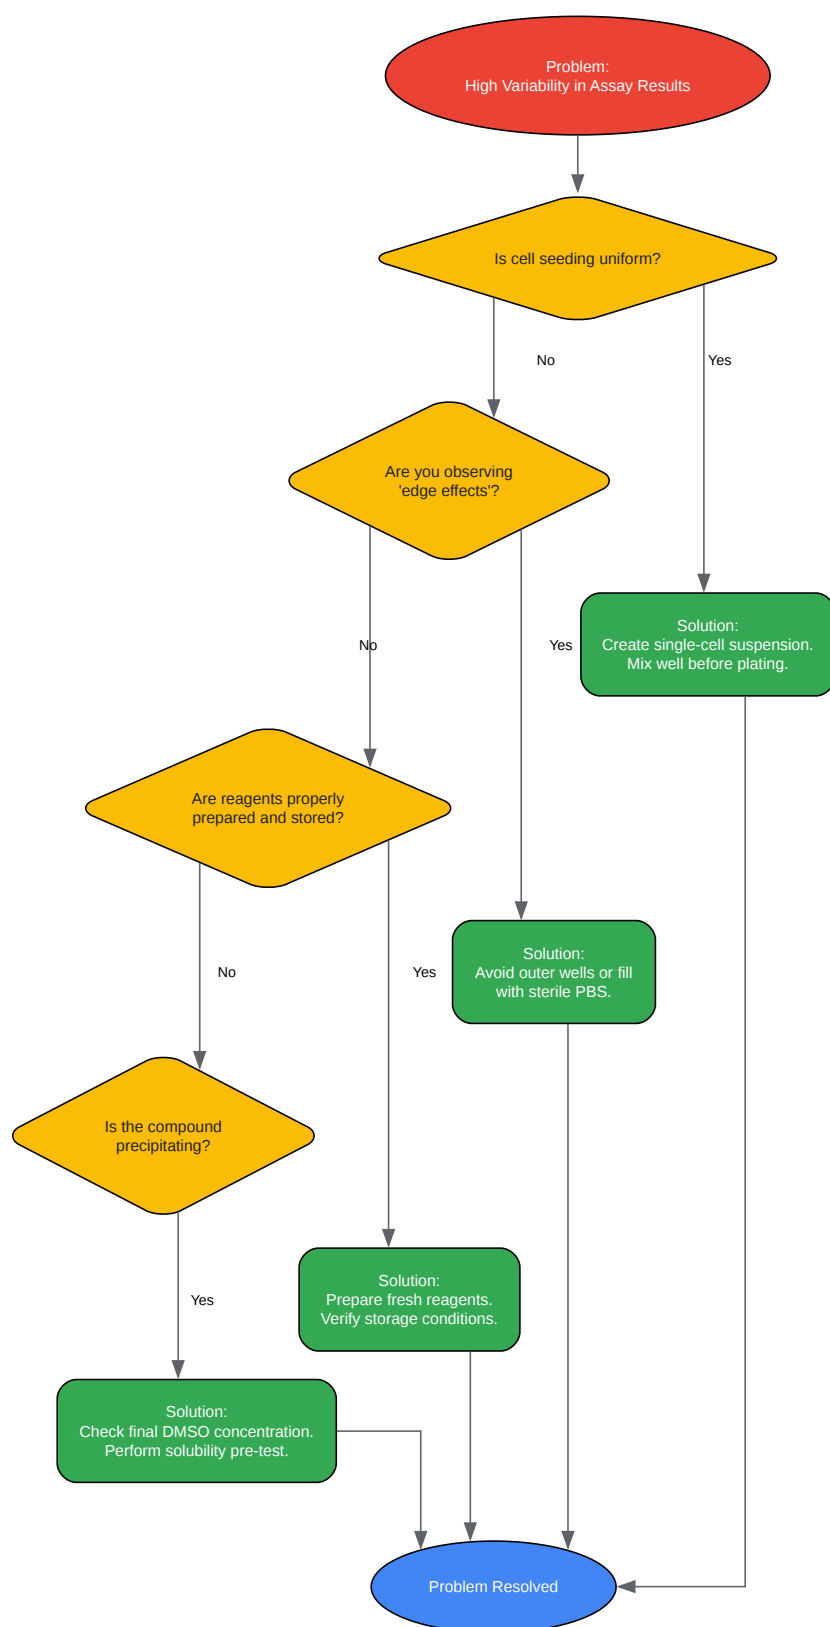 Problem:
High Variability in Assay Results
Is cell seeding uniform?
No
Yes
Are you observing
'edge effects'?
Solution:
Create single-cell suspension.
Mix well before plating.
No
Yes
Are reagents properly
prepared and stored?
Solution:
Avoid outer wells or fill
with sterile PBS.
No
Yes
Is the compound
precipitating?
Solution:
Prepare fresh reagents.
Verify storage conditions.
Yes
Solution:
Check final DMSO concentration.
Perform solubility pre-test.
Problem Resolved